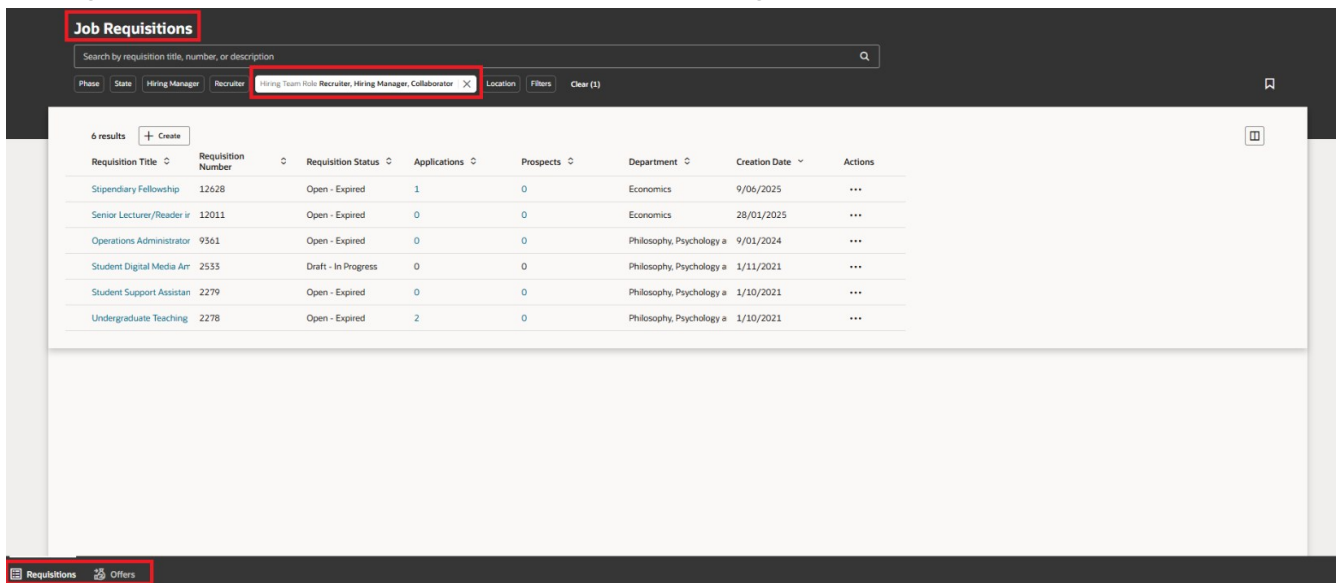 Job Requisitions
Search by requisition title, number, or description
Phase State Hiring Manager Recruiter Hiring Team Role Recruiter, Hiring Manager, Collaborator Location Filters Clear (1)
6 results + Create
Requisition Title Requisition Number Requisition Status Applications Prospects Department Creation Date Actions
Stipendiary Fellowship 12628 Open - Expired 1 0 Economics 9/06/2025 ...
Senior Lecturer/Reader ir 12011 Open - Expired 0 0 Economics 28/01/2025 ...
Operations Administrator 9361 Open - Expired 0 0 Philosophy, Psychology a 9/01/2024 ...
Student Digital Media Am 2533 Draft - In Progress 0 0 Philosophy, Psychology a 1/11/2021 ...
Student Support Assistan 2279 Open - Expired 0 0 Philosophy, Psychology a 1/10/2021 ...
Undergraduate Teaching 2278 Open - Expired 2 0 Philosophy, Psychology a 1/10/2021 ...
Requisitions Offers